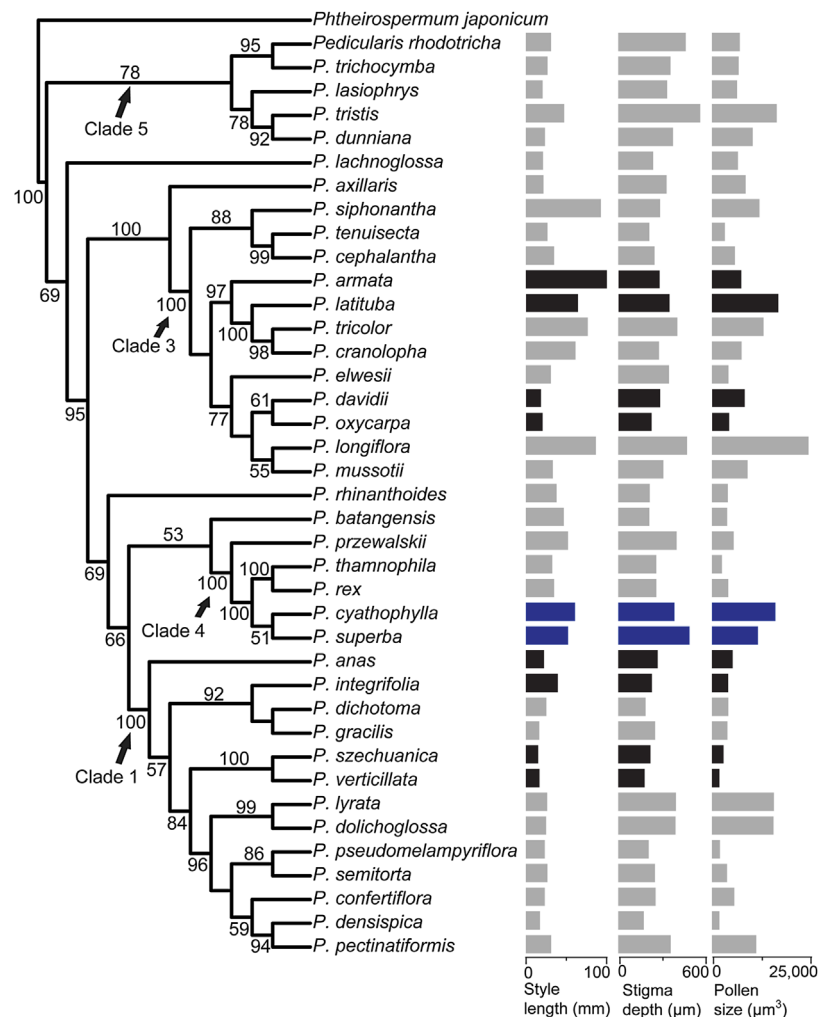 Phtheirospermum japonicum
Pedicularis rhodotricha
95
P. trichocymba
78
P. lasiophrys
P. tristis
78
Clade 5
92
P. dunniana
P. lachnoglossa
P. axillaris
100
P. siphonantha
88
100
P. tenuisecta
99
P. cephalantha
P. armata
97
69
100
P. latituba
100
P. tricolor
Clade 3
98
P. cranolopha
P. elwesii
61
P. davidii
95
77
P. oxycarpa
P. longiflora
55
P. mussotii
P. rhinanthoides
P. batangensis
53
P. przewalskii
69
100
P. thamnophila
100
P. rex
100
P. cyathophylla
Clade 4
51
66
P. superba
P. anas
P. integrifolia
92
P. dichotoma
100
P. gracilis
P. szechuanica
Clade 1
57
100
P. verticillata
P. lyrata
99
84
P. dolichoglossa
86
P. pseudomelampyriflora
96
P. semitorta
P. confertiflora
59
P. densispica
94
P. pectinatiformis
0 100 0 600 0 25,000
Style Stigma Pollen
length (mm) depth (µm) size (µm³)